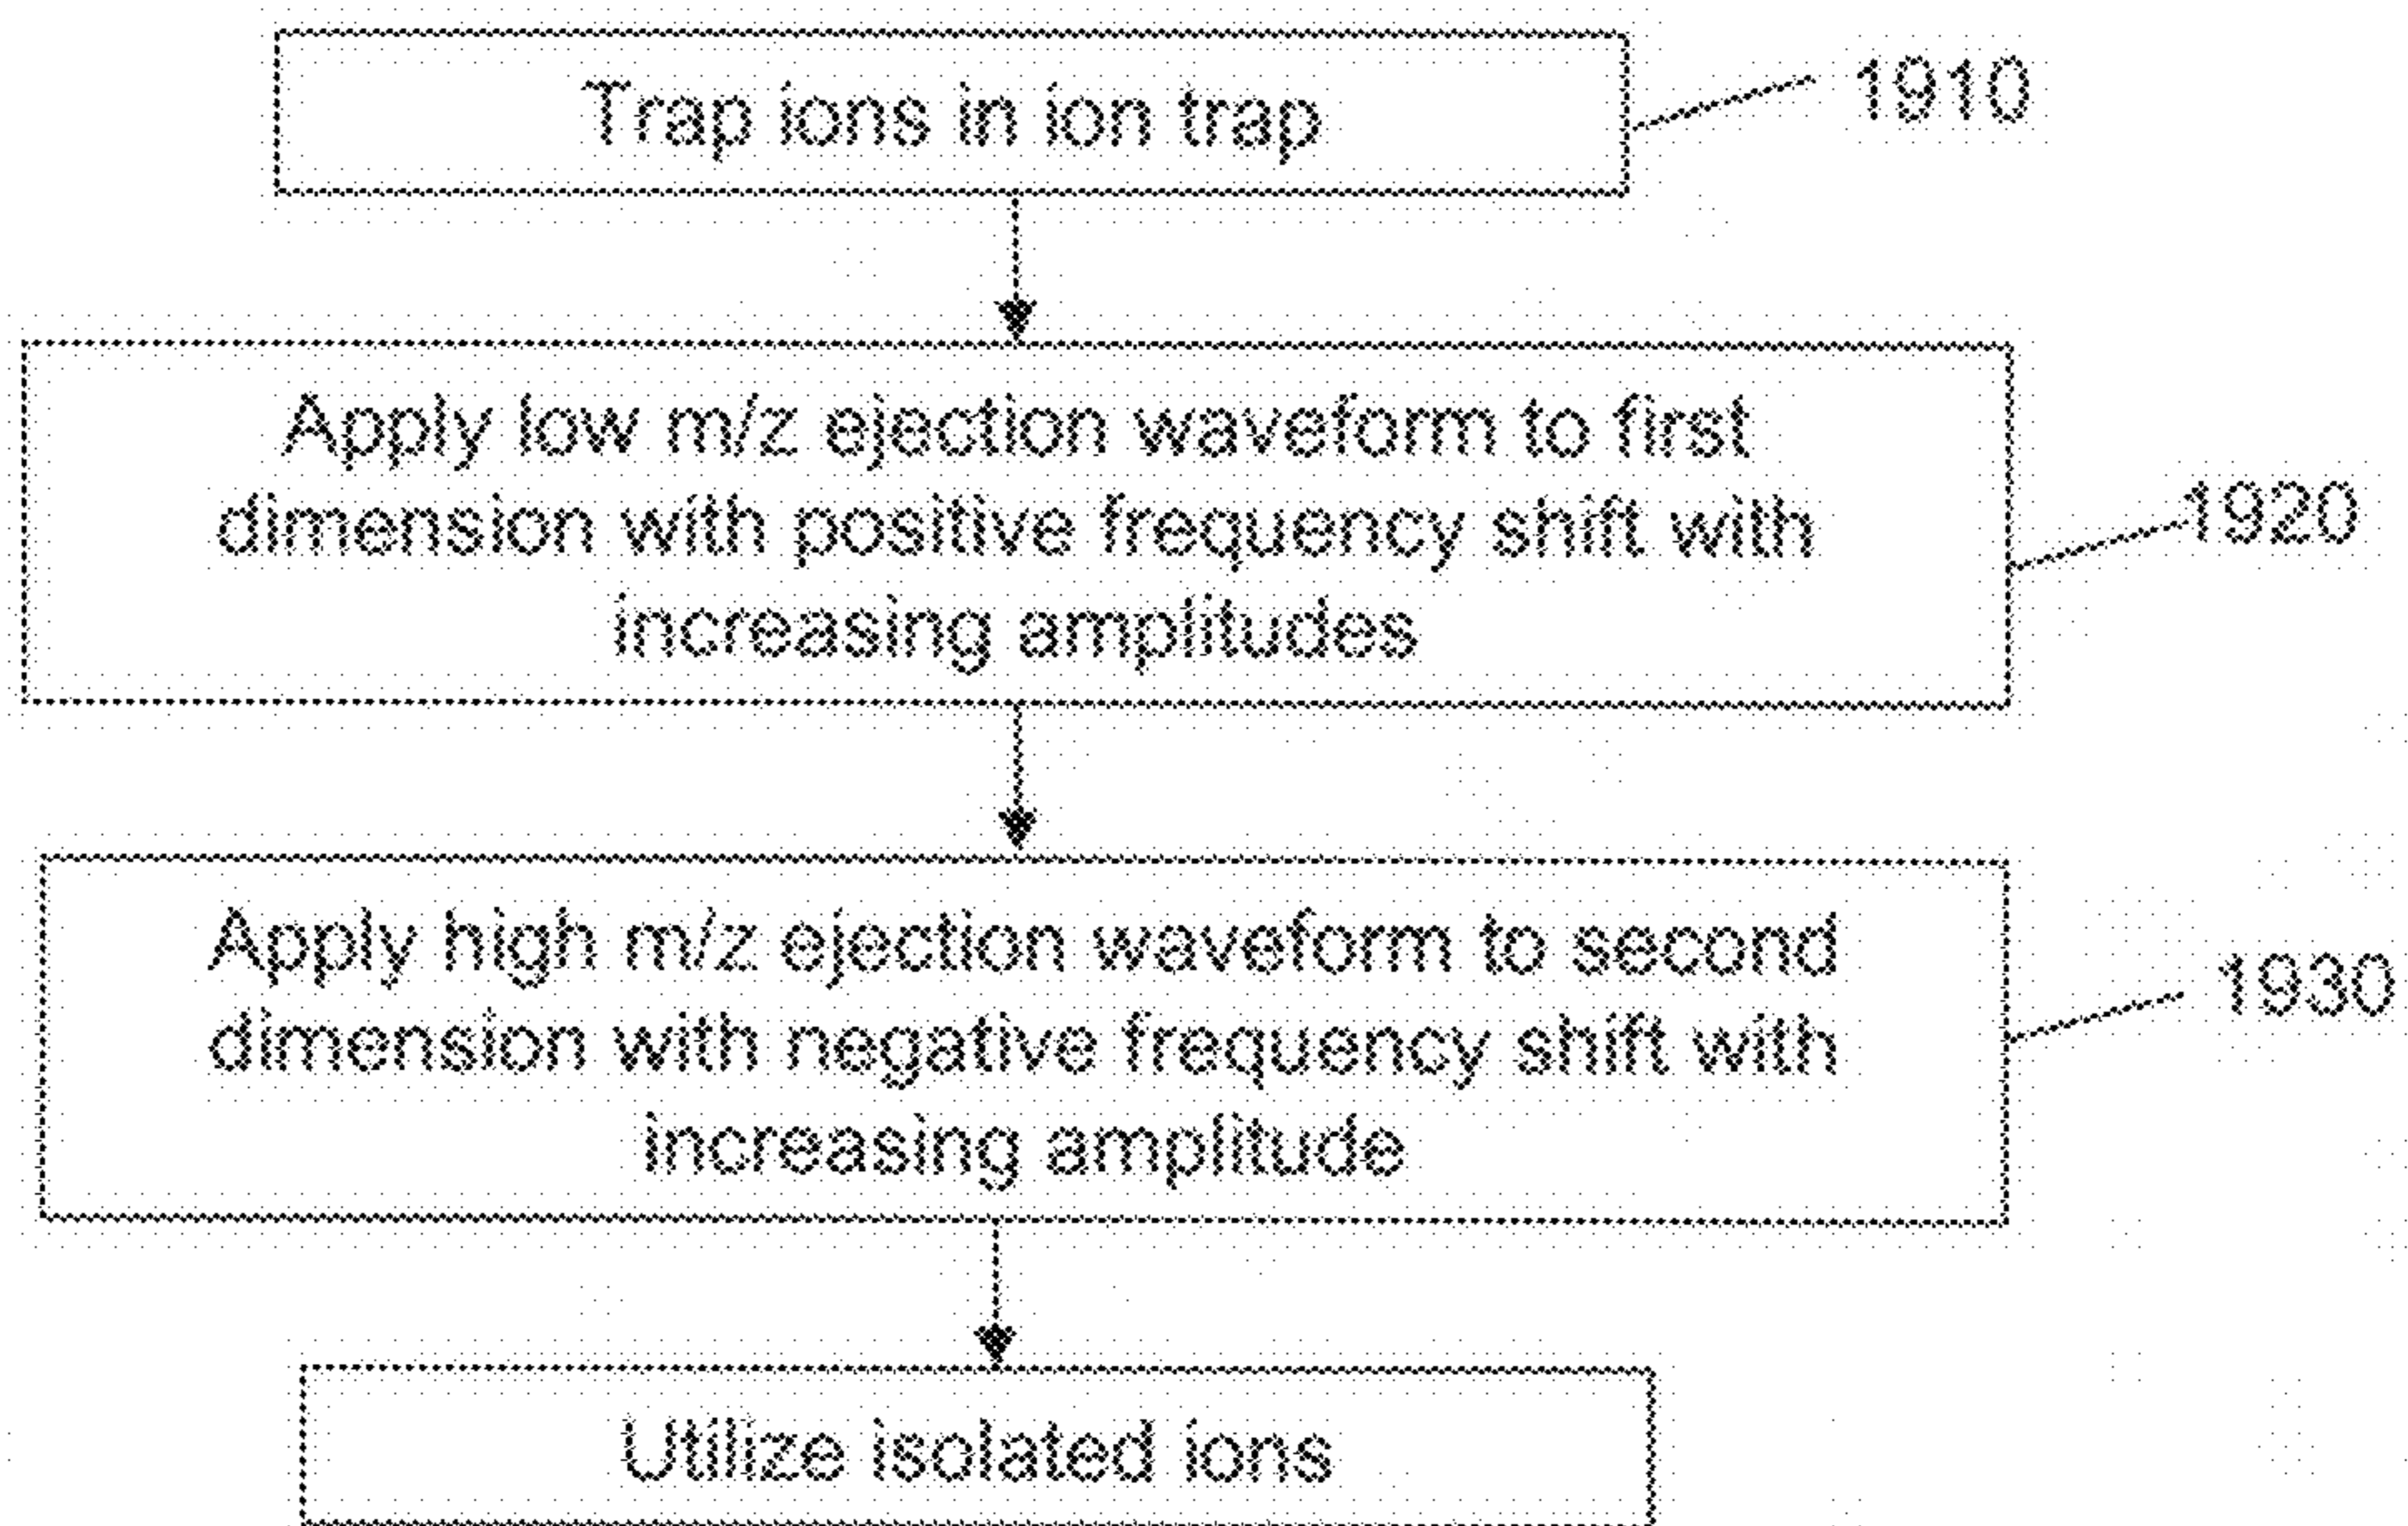 Trap ions in ion trap
1910
Apply low m/z ejection waveform to first
dimension with positive frequency shift with
increasing amplitudes
1920
Apply high m/z ejection waveform to second
dimension with negative frequency shift with
increasing amplitude
1930
Utilize isolated ions